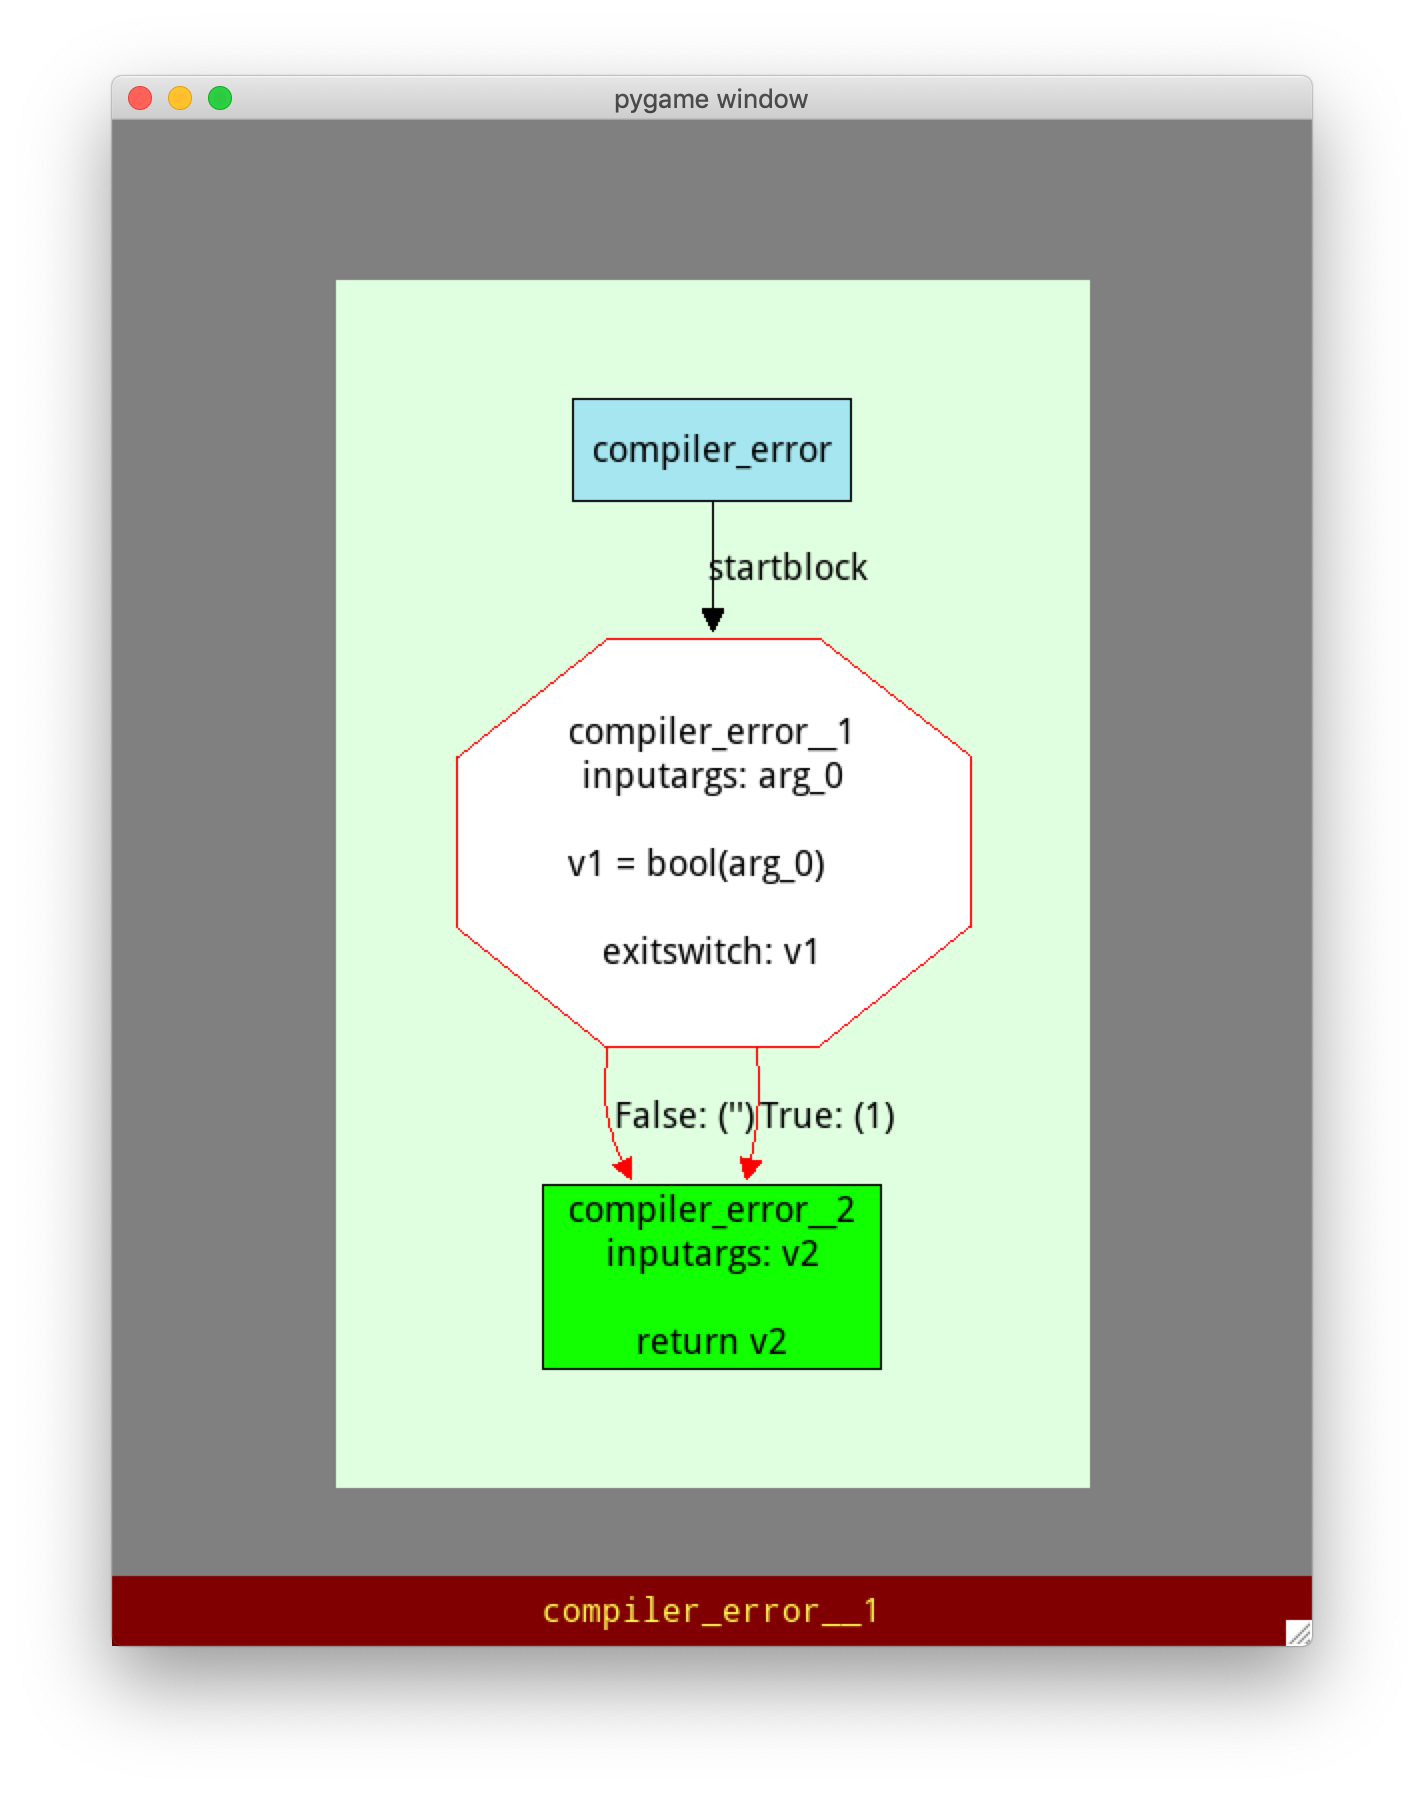 pygame window
compiler_error
startblock
compiler_error__1
inputargs: arg_0
v1 = bool(arg_0)
exitswitch: v1
False: ('') True: (1)
compiler_error__2
inputargs: v2
return v2
compiler_error__1